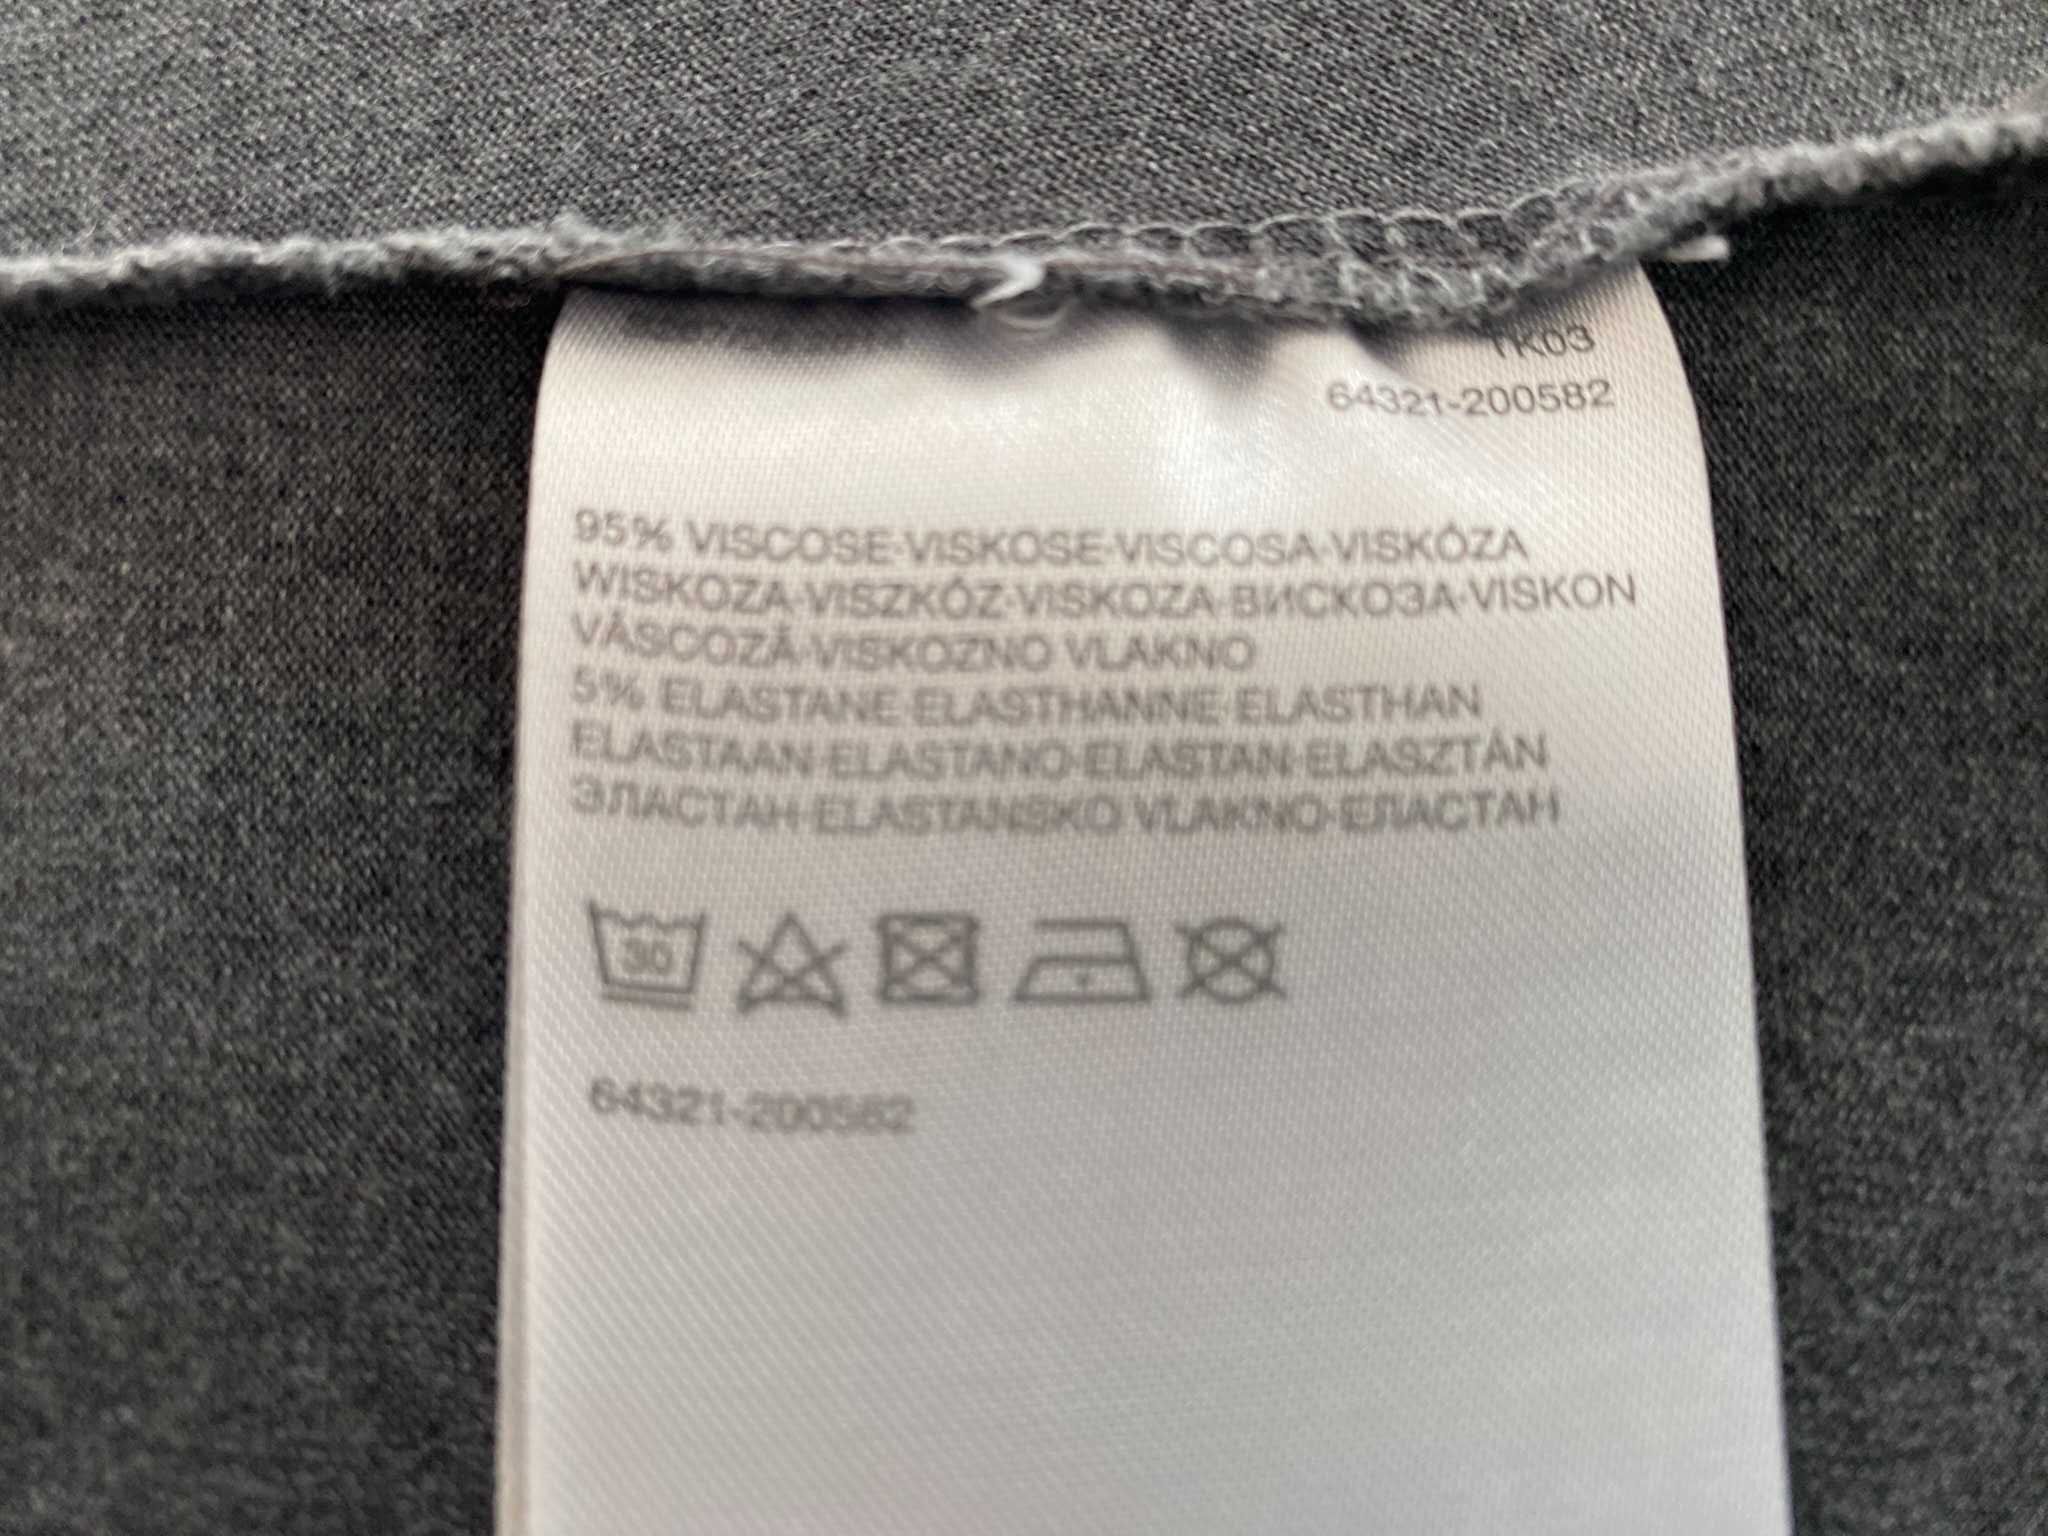 TK03
64321-200582
95% VISCOSE·VISKOSE·VISCOSA·VISKÓZA
WISKOZA·VISZKÓZ·VISKOZA·ВИСКОЗА·VISKON
VÂSCOZĂ·VISKOZNO VLAKNO
5% ELASTANE·ELASTHANNE·ELASTHAN
ELASTAAN·ELASTANO·ELASTAN·ELASZTÁN
ЭЛАСТАН·ELASTANSKO VLAKNO·ЕЛАСТАН
30
64321-200582